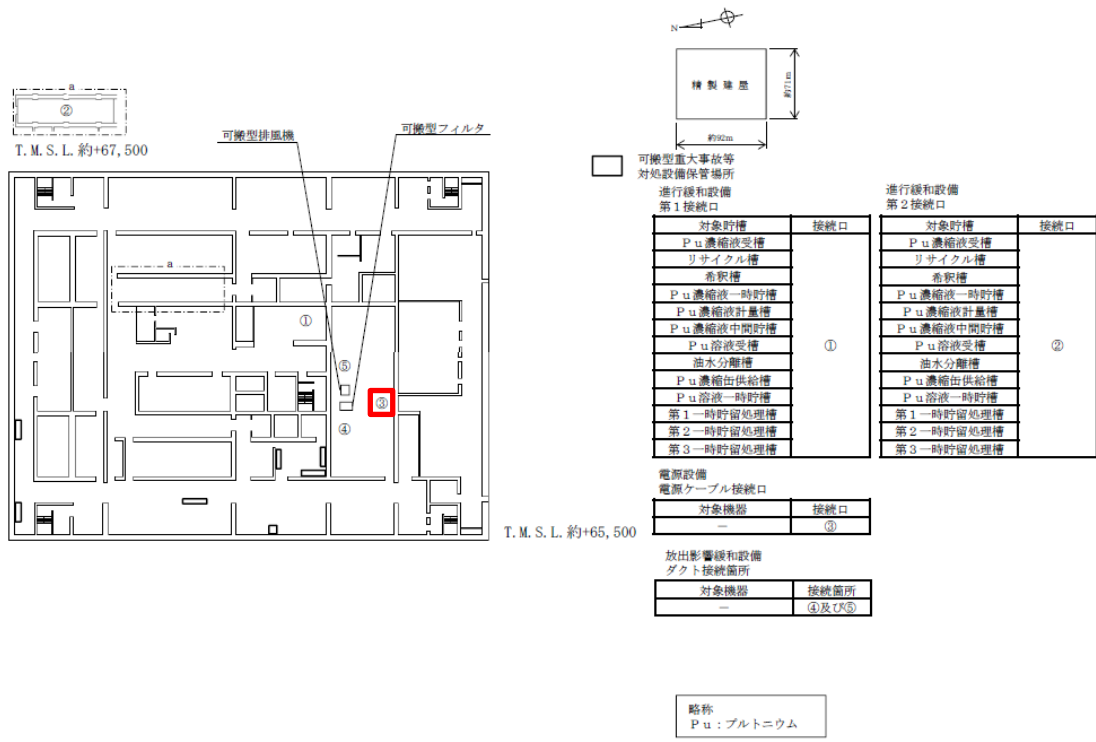 a
②
T.M.S.L.約+67,500
可搬型排風機
可搬型フィルタ
a
①
⑤
③
④
T.M.S.L.約+65,500
N
精製建屋
約71m
約92m
可搬型重大事故等
対処設備保管場所
進行緩和設備
第1接続口
対象貯槽 接続口
Pu濃縮液受槽
リサイクル槽
希釈槽
Pu濃縮液一時貯槽
Pu濃縮液計量槽
Pu濃縮液中間貯槽
Pu溶液受槽 ①
油水分離槽
Pu濃縮缶供給槽
Pu溶液一時貯槽
第1一時貯留処理槽
第2一時貯留処理槽
第3一時貯留処理槽
進行緩和設備
第2接続口
対象貯槽 接続口
Pu濃縮液受槽
リサイクル槽
希釈槽
Pu濃縮液一時貯槽
Pu濃縮液計量槽
Pu濃縮液中間貯槽
Pu溶液受槽 ②
油水分離槽
Pu濃縮缶供給槽
Pu溶液一時貯槽
第1一時貯留処理槽
第2一時貯留処理槽
第3一時貯留処理槽
電源設備
電源ケーブル接続口
対象機器 接続口
— ③
放出影響緩和設備
ダクト接続箇所
対象機器 接続箇所
— ④及び⑤
略称
Pu:プルトニウム